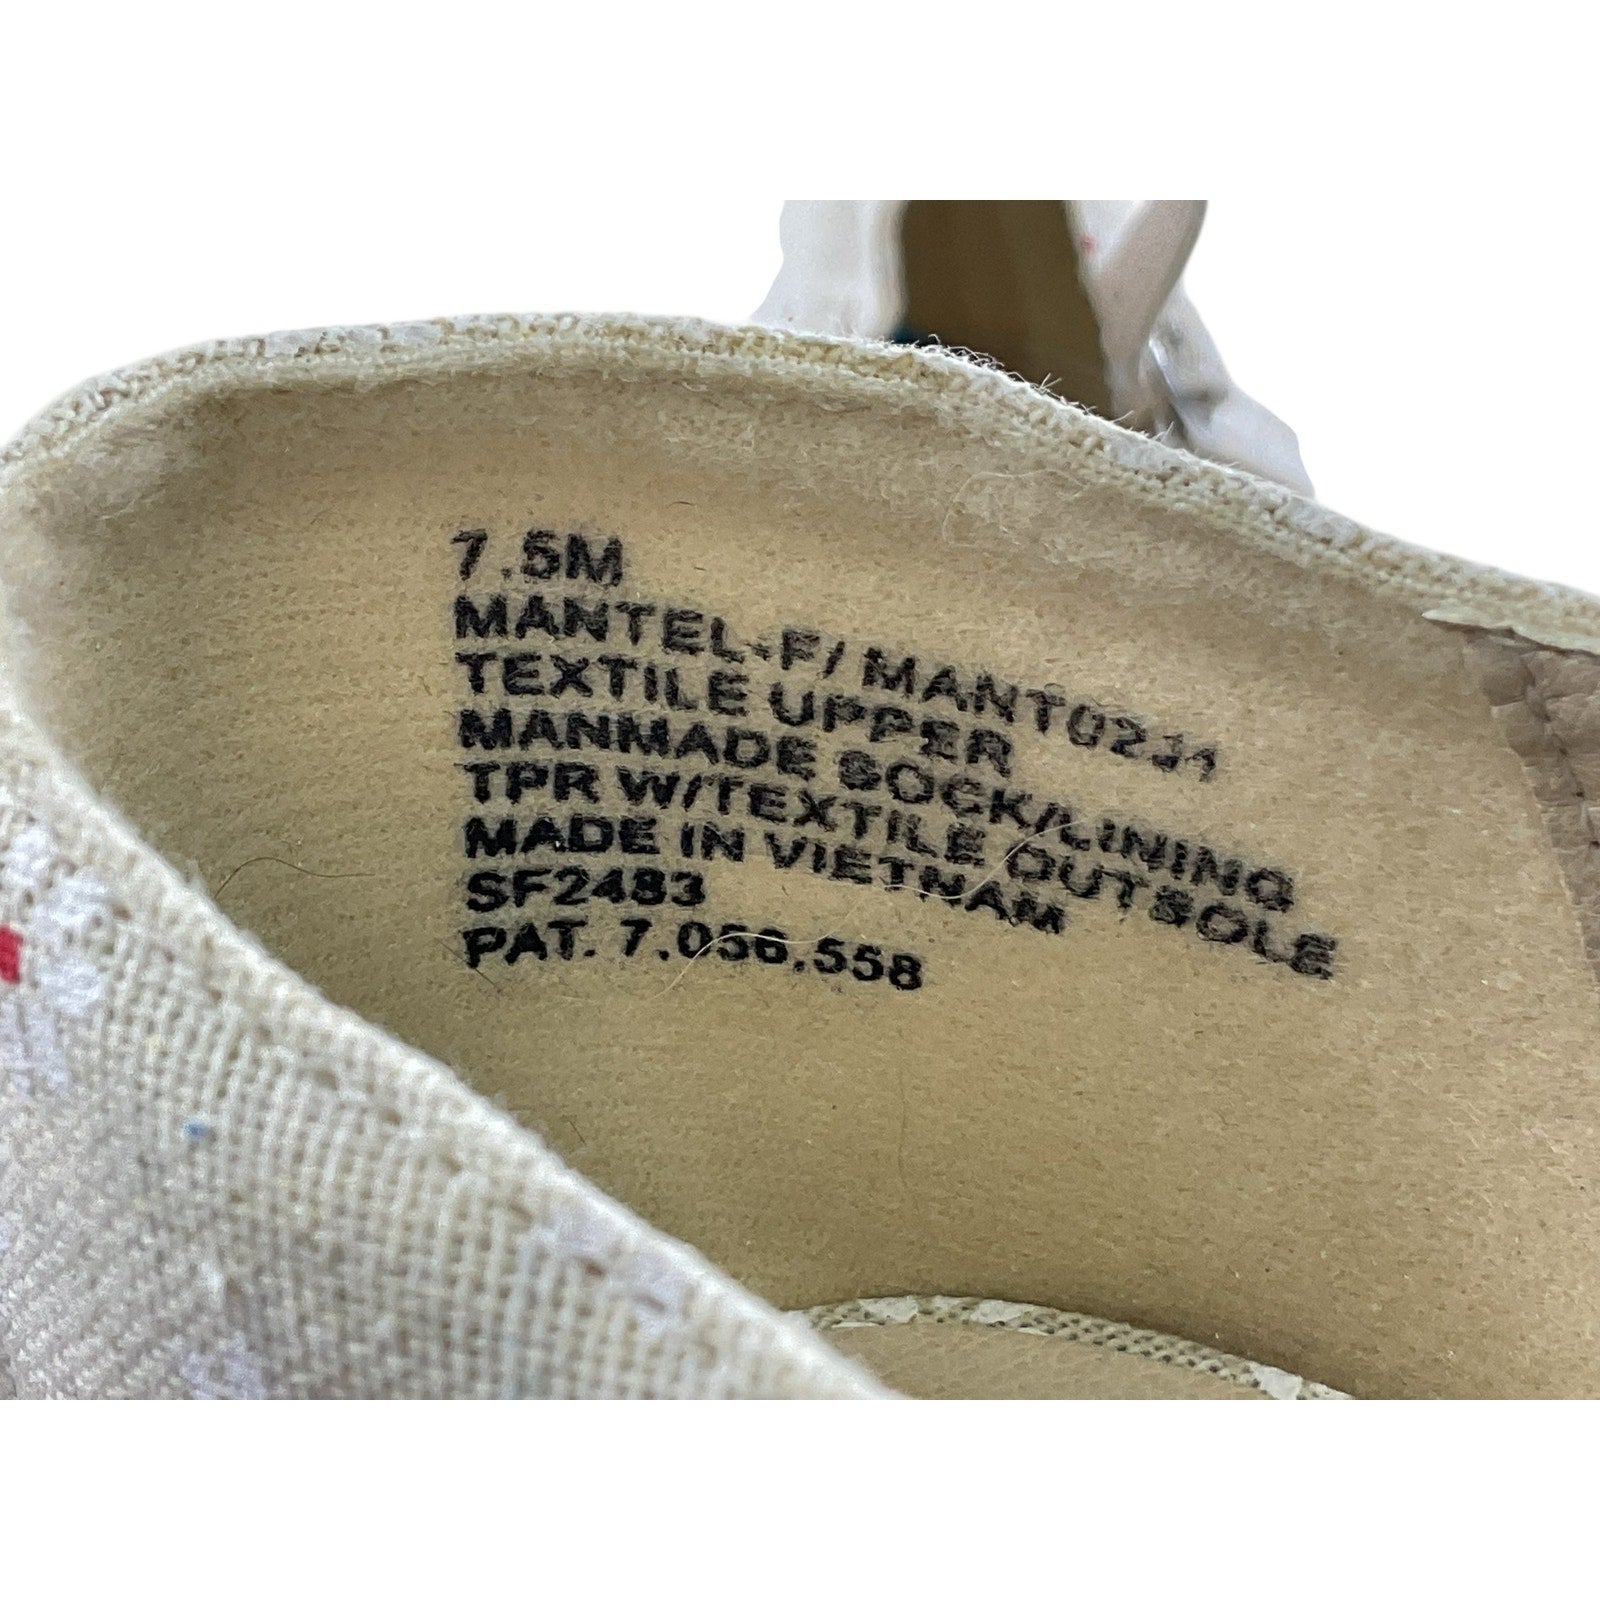 7.5M
MANTEL-F/ MANT02J1
TEXTILE UPPER
MANMADE SOCK/LINING
TPR W/TEXTILE OUTSOLE
MADE IN VIETNAM
SF2483
PAT. 7.056.558